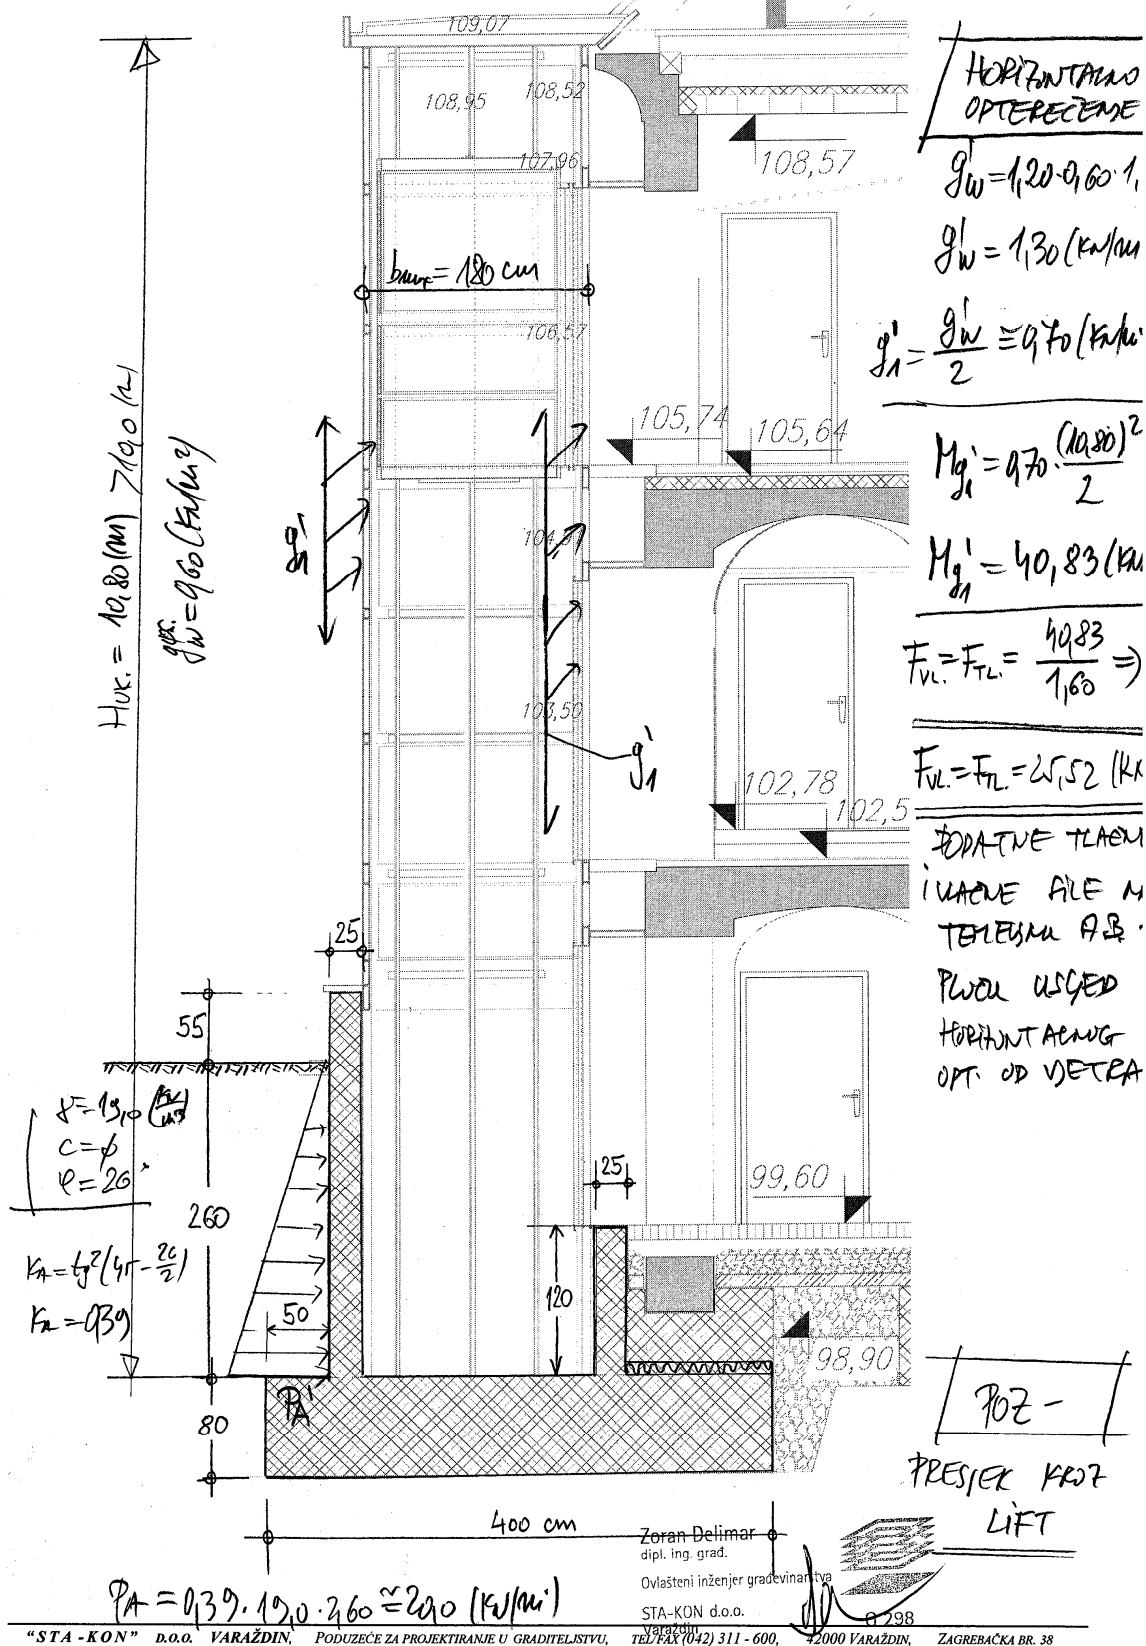 109,07
108,95
108,52
107,96
108,57
HORIZONTALNO
OPTEREĆENJE
g'w = 1,20·0,60·1,
g'w = 1,30 (kN/m
g'1 = g'w / 2 ≅ 0,70 (kN/m
Mg'1 = 0,70 · (10,80)² / 2
Mg'1 = 40,83 (kN
FVL. = FTL. = 40,83 / 1,60 ⇒
FVL. = FTL. = 25,52 (kN
DODATNE TLAČN
I VLAČNE SILE N
TEMELJNU A.B.
PLOČU USLJED
HORIZONTALNOG
OPT. OD VJETRA
= 180 cm
106,57
105,74
105,64
HUK. = 10,80 (m) > 10,0 (m)
= 0,60 (kN/m2)
g'1
103,50
g'1
102,78
102,5
25
55
γ = 19,0 (kN/m3)
c = φ
φ = 26°
260
KA = tg²(45 - 26/2)
KA = 0,39
50
PA'
80
25
120
99,60
98,90
POZ -
PRESJEK KROZ
LIFT
400 cm
Zoran Delimar
dipl. ing. građ.
Ovlašteni inženjer građevinarstva
STA-KON d.o.o.
Varaždin
G 298
PA = 0,39 · 19,0 · 2,60 ≅ 20,0 (kN/m')
"STA - KON" D.O.O. VARAŽDIN, PODUZEĆE ZA PROJEKTIRANJE U GRADITELJSTVU, TEL/FAX (042) 311 - 600, 42000 VARAŽDIN, ZAGREBAČKA BR. 38